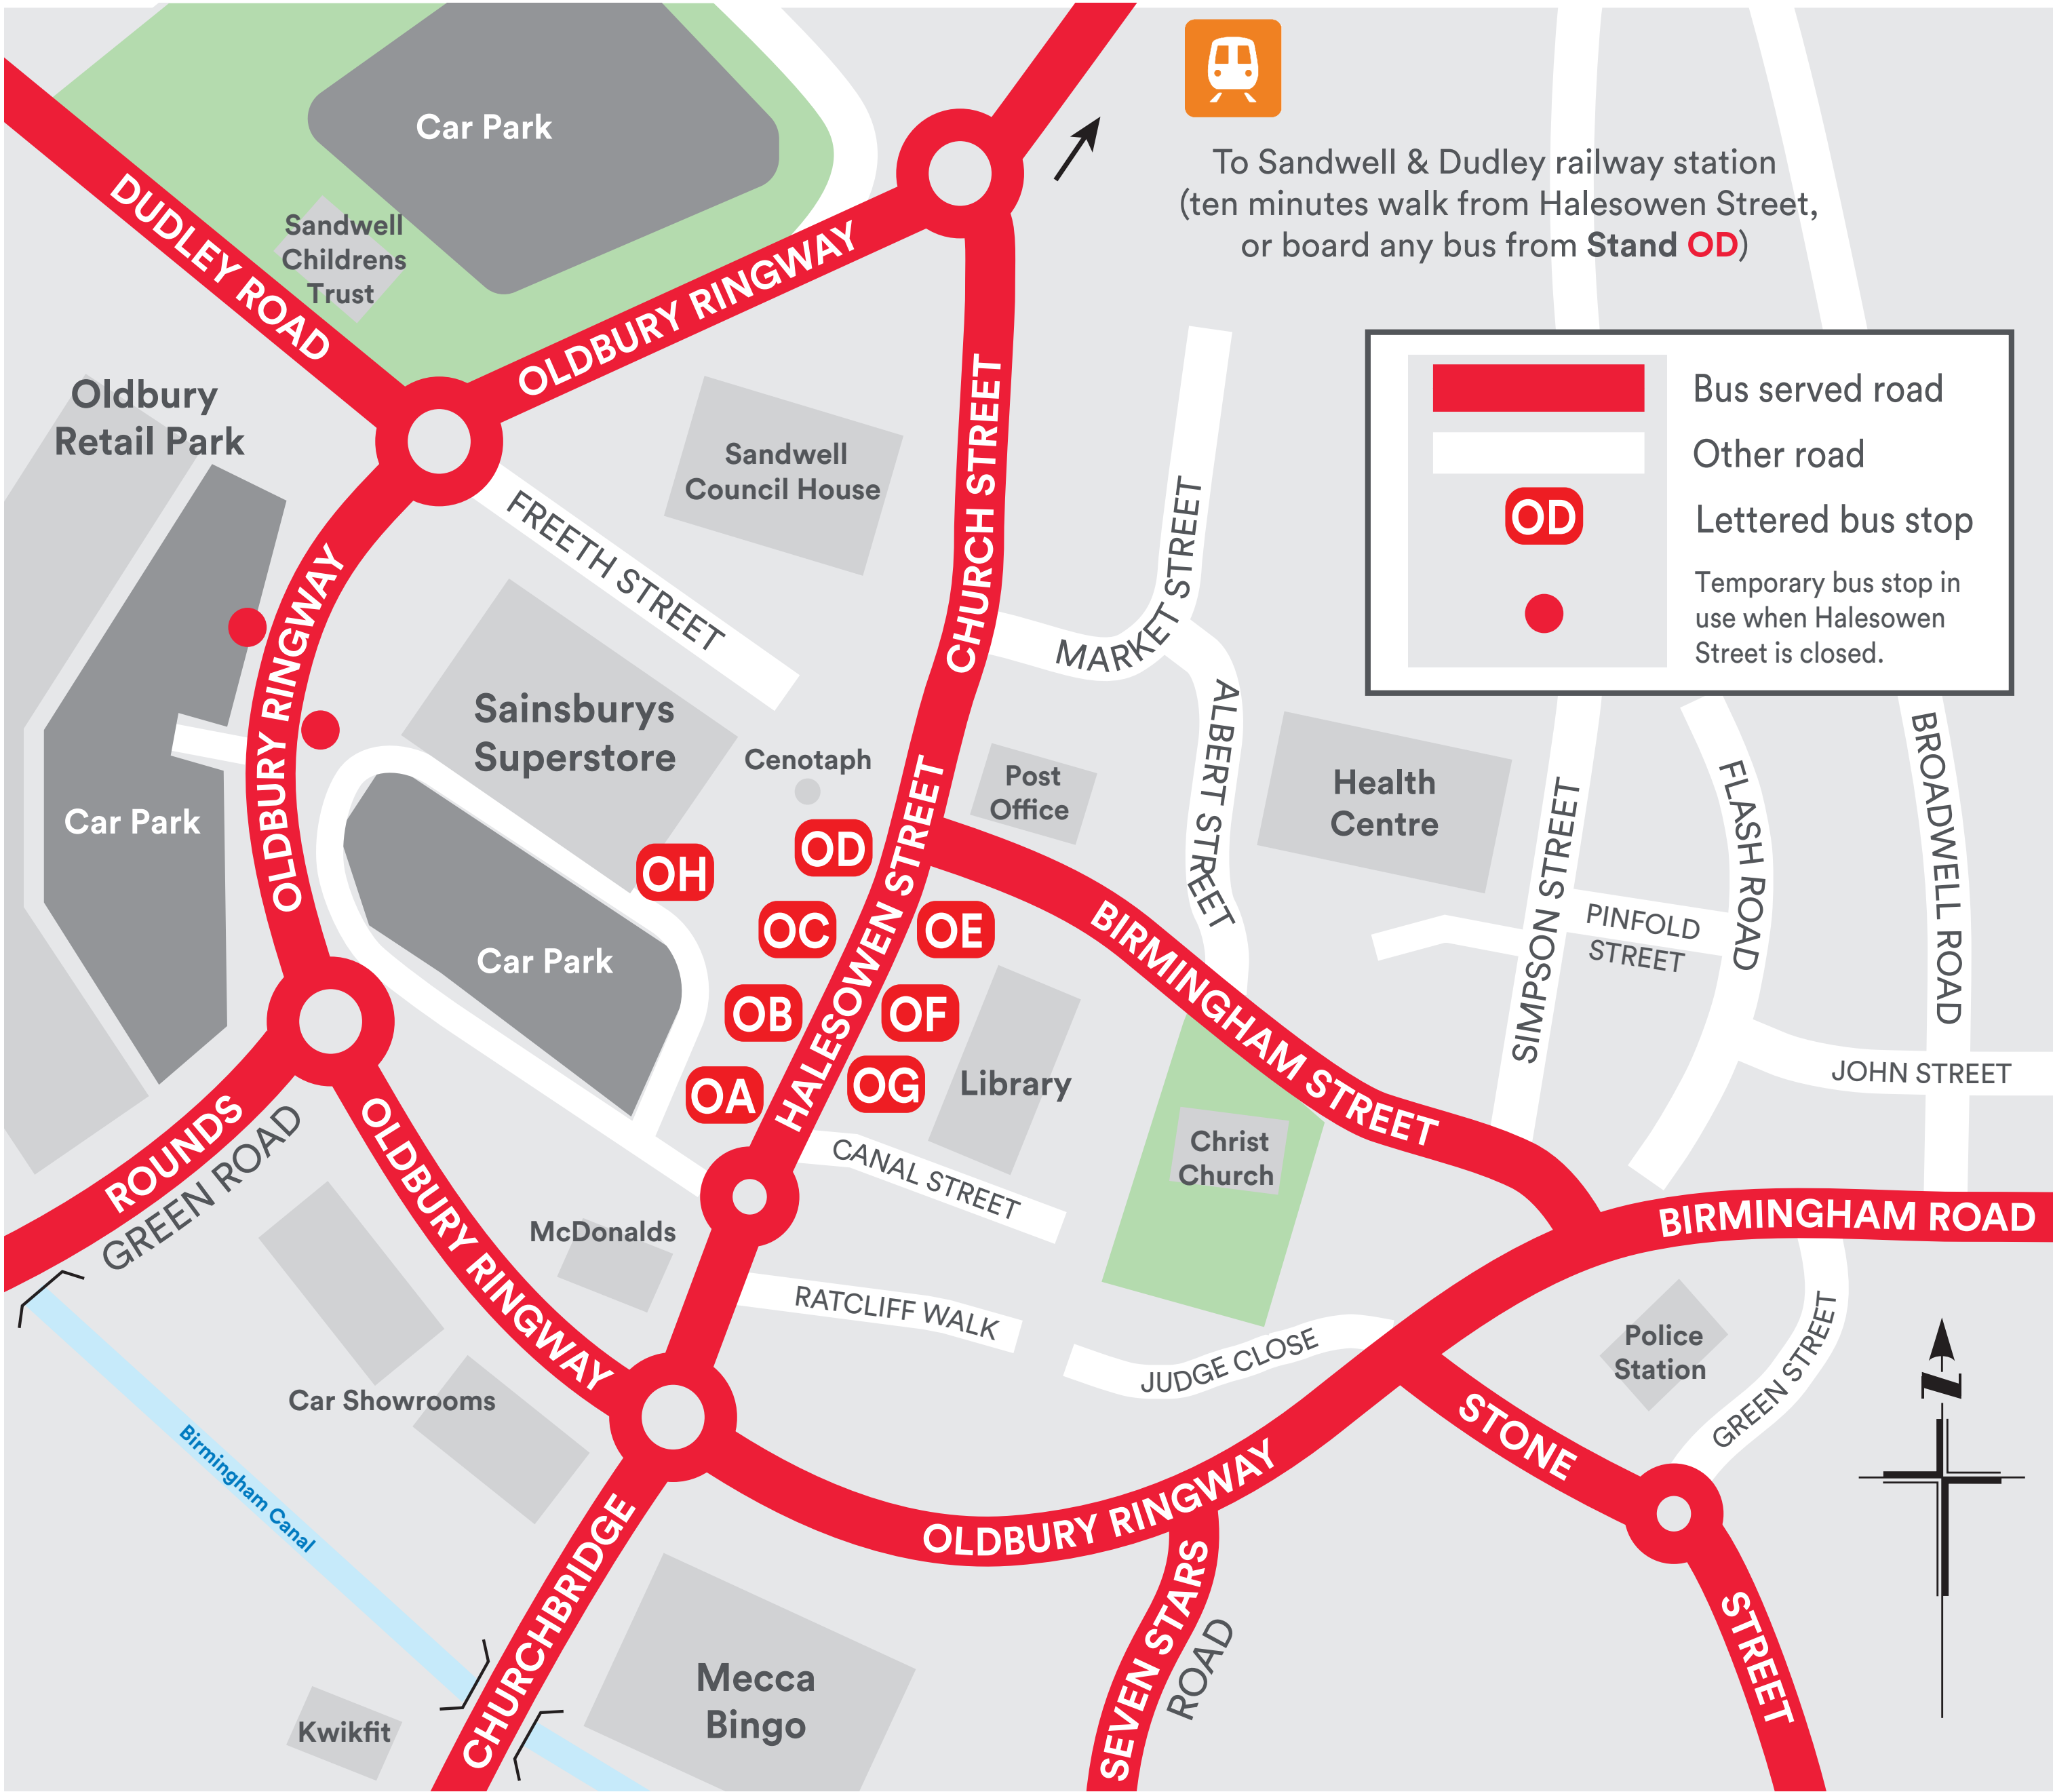 Car Park
To Sandwell & Dudley railway station
(ten minutes walk from Halesowen Street,
or board any bus from Stand OD)
DUDLEY ROAD
Sandwell
Childrens
Trust
OLDBURY RINGWAY
Bus served road
Other road
OD
Lettered bus stop
Temporary bus stop in
use when Halesowen
Street is closed.
Oldbury
Retail Park
Sandwell
Council House
CHURCH STREET
FREETH STREET
MARKET STREET
OLDBURY RINGWAY
Sainsburys
Superstore
Cenotaph
Post
Office
ALBERT STREET
Health
Centre
SIMPSON STREET
FLASH ROAD
BROADWELL ROAD
PINFOLD
STREET
JOHN STREET
Car Park
OH
OD
OC
OE
OB
OF
OA
OG
Car Park
HALESOWEN STREET
BIRMINGHAM STREET
Library
Christ
Church
CANAL STREET
ROUNDS
GREEN ROAD
OLDBURY RINGWAY
McDonalds
RATCLIFF WALK
JUDGE CLOSE
BIRMINGHAM ROAD
Police
Station
GREEN STREET
N
Car Showrooms
Birmingham Canal
STONE
STREET
OLDBURY RINGWAY
SEVEN STARS
ROAD
CHURCHBRIDGE
Mecca
Bingo
Kwikfit